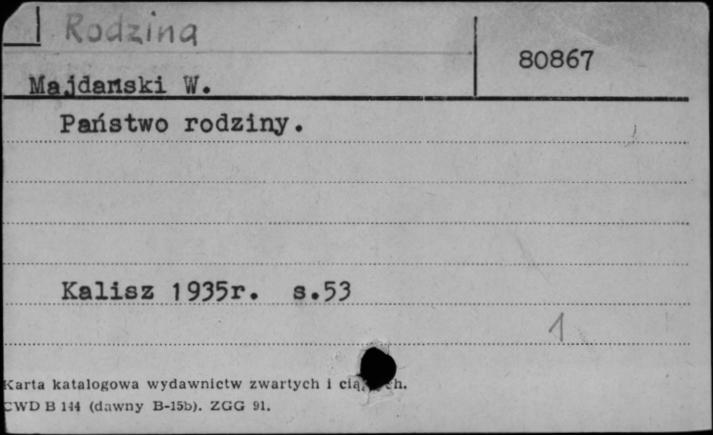 Rodzina
80867
Majdański W.
Państwo rodziny.
Kalisz 1935r. s.53
1
Karta katalogowa wydawnictw zwartych i
CWD B 144 (dawny B-15b). ZGG 91.